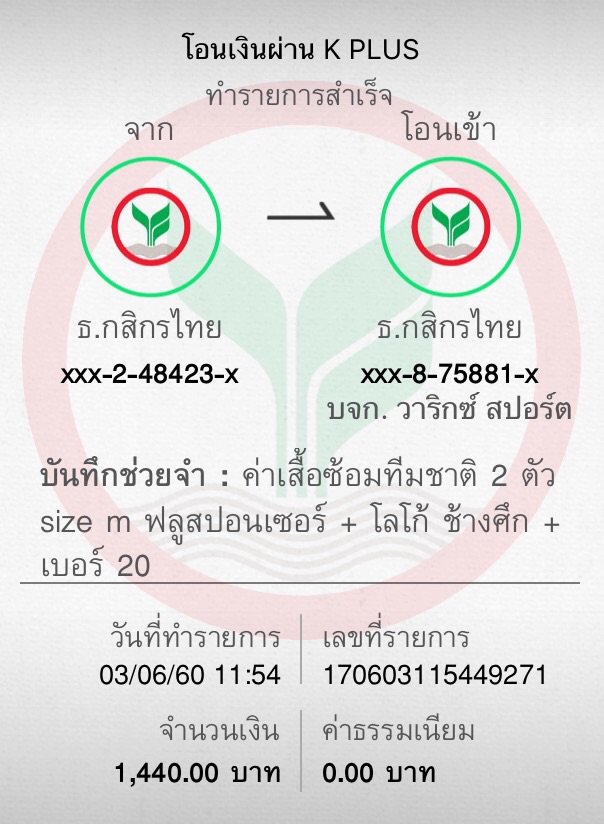 โอนเงินผ่าน K PLUS
ทำรายการสำเร็จ
จาก
โอนเข้า
ธ.กสิกรไทย
ธ.กสิกรไทย
xxx-2-48423-x
xxx-8-75881-x
บจก. วาริกซ์ สปอร์ต
บันทึกช่วยจำ : ค่าเสื้อซ้อมทีมชาติ 2 ตัว
size m ฟลูสปอนเซอร์ + โลโก้ ช้างศึก +
เบอร์ 20
วันที่ทำรายการ
เลขที่รายการ
03/06/60 11:54
170603115449271
จำนวนเงิน
ค่าธรรมเนียม
1,440.00 บาท
0.00 บาท